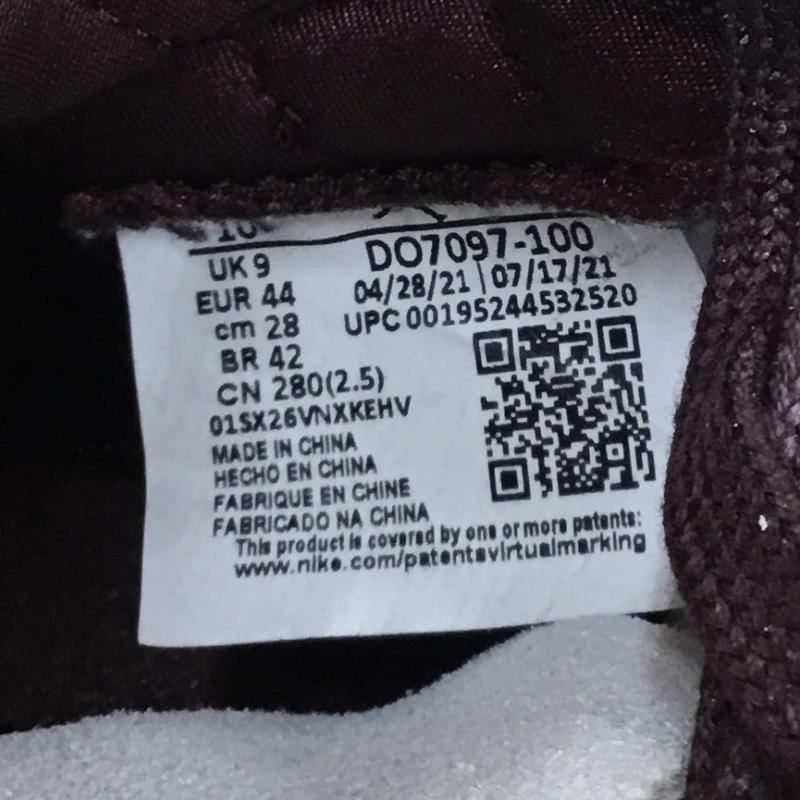 10
UK 9
EUR 44
cm 28
BR 42
CN 280(2.5)
01SX26VNXKEHV
MADE IN CHINA
HECHO EN CHINA
FABRIQUE EN CHINE
FABRICADO NA CHINA
DO7097-100
04/28/21 | 07/17/21
UPC 00195244532520
This product is covered by one or more patents:
www.nike.com/patentsvirtualmarking